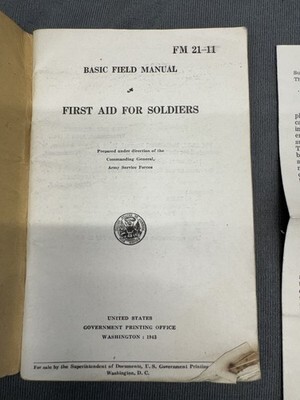 FM 21-11
BASIC FIELD MANUAL
FIRST AID FOR SOLDIERS
Prepared under direction of the
Commanding General,
Army Service Forces
UNITED STATES
GOVERNMENT PRINTING OFFICE
WASHINGTON : 1943
For sale by the Superintendent of Documents, U. S. Government Printing
Washington, D. C.